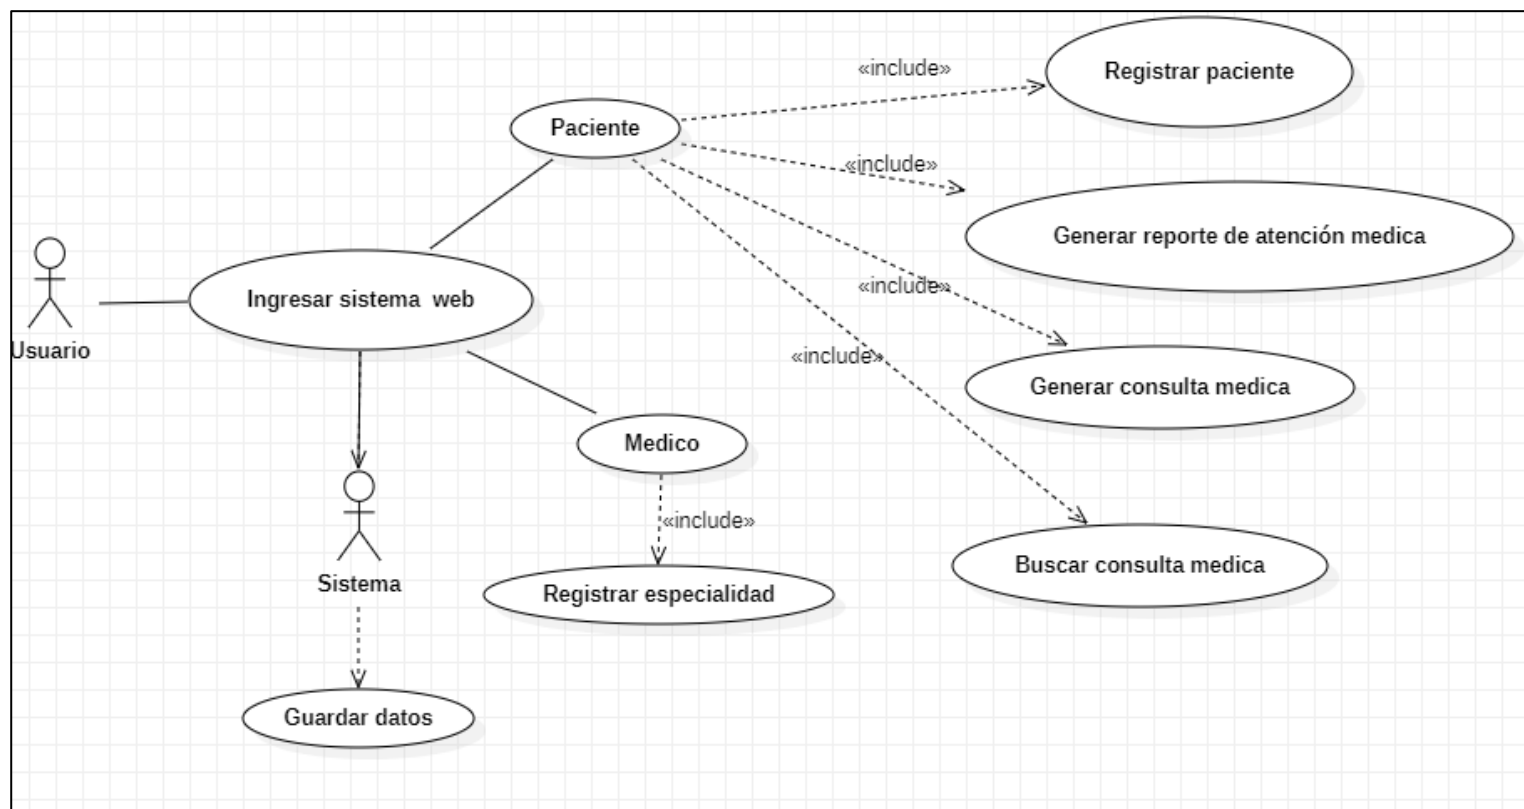 «include»
Registrar paciente
Paciente
«include»
Generar reporte de atención medica
Ingresar sistema web
«include»
Usuario
«include»
Generar consulta medica
Medico
«include»
Buscar consulta medica
Sistema
Registrar especialidad
Guardar datos